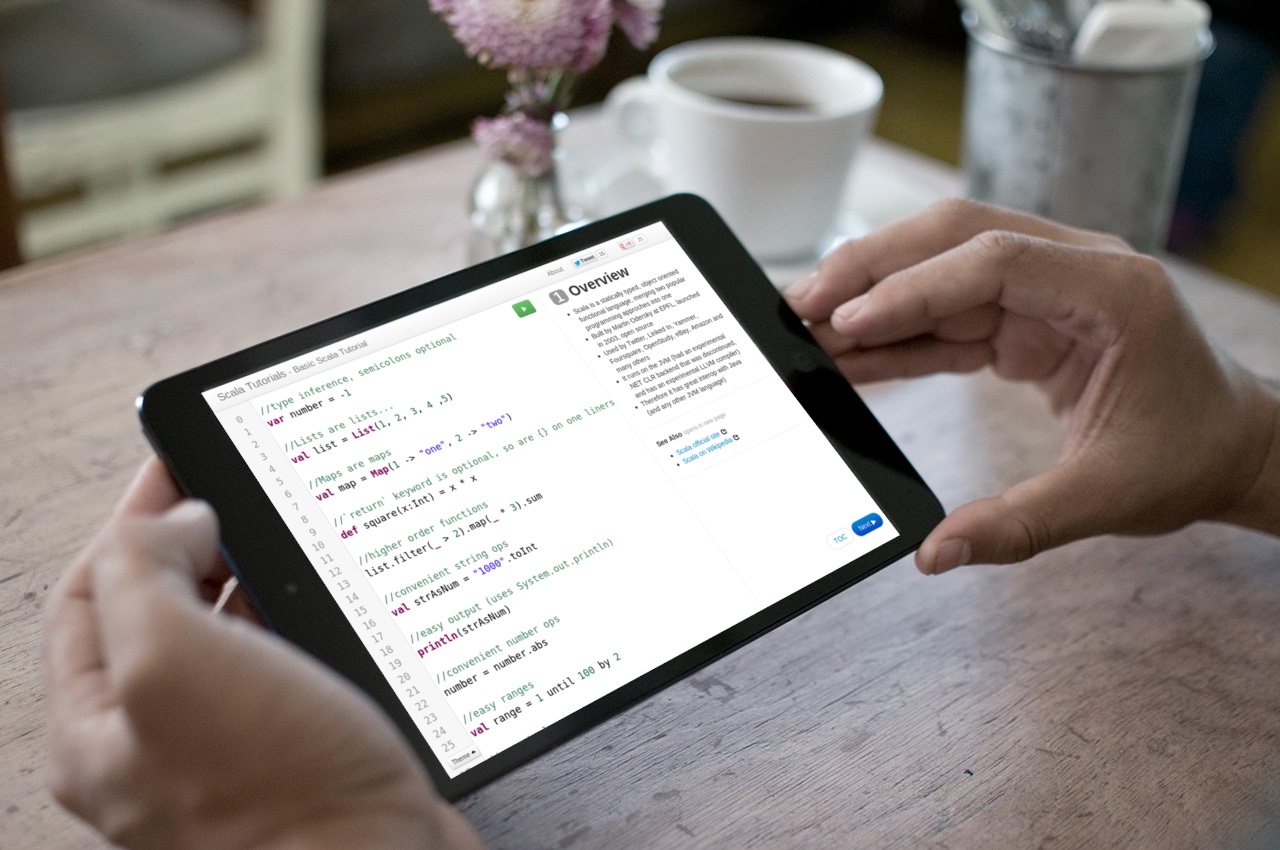 Scala Tutorials - Basic Scala Tutorial
About Tweet
0 //type inference, semicolons optional
1 var number = -1
2
3 //Lists are lists...
4 val list = List(1, 2, 3, 4 ,5)
5
6 //Maps are maps
7 val map = Map(1 -> "one", 2 -> "two")
8
9 //`return` keyword is optional, so are {} on one liners
10 def square(x:Int) = x * x
11
12 //higher order functions
13 list.filter(_ > 2).map(_ * 3).sum
14
15 //convenient string ops
16 val strAsNum = "1000".toInt
17
18 //easy output (uses System.out.println)
19 println(strAsNum)
20
21 //convenient number ops
22 number = number.abs
23
24 //easy ranges
25 val range = 1 until 100 by 2
Theme
1 Overview
• Scala is a statically typed, object oriented
functional language, merging two popular
programming approches into one
• Built by Martin Odersky at EPFL, launched
in 2003, open source
• Used by Twitter, Linked In, Yammer,
Foursquare, OpenStudy, eBay, Amazon and
many others
• It runs on the JVM (had an experimental
.NET CLR backend that was discontinued,
and has an experimental LLVM compiler)
• Therefore it has great interop with Java
(and any other JVM language)
See Also opens in new page
• Scala official site
• Scala on Wikipedia
TOC Next